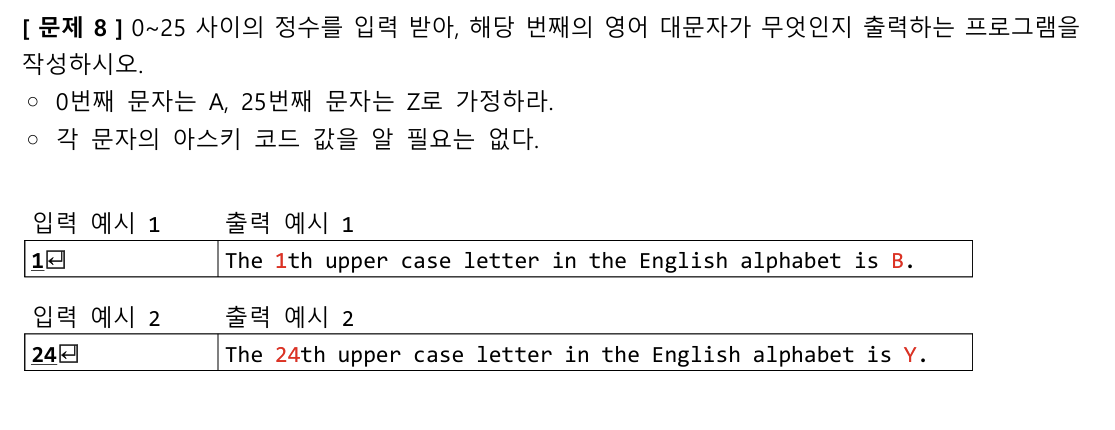 [ 문제 8 ] 0~25 사이의 정수를 입력 받아, 해당 번째의 영어 대문자가 무엇인지 출력하는 프로그램을
작성하시오.
○ 0번째 문자는 A, 25번째 문자는 Z로 가정하라.
○ 각 문자의 아스키 코드 값을 알 필요는 없다.
입력 예시 1 출력 예시 1
1↵ The 1th upper case letter in the English alphabet is B.
입력 예시 2 출력 예시 2
24↵ The 24th upper case letter in the English alphabet is Y.